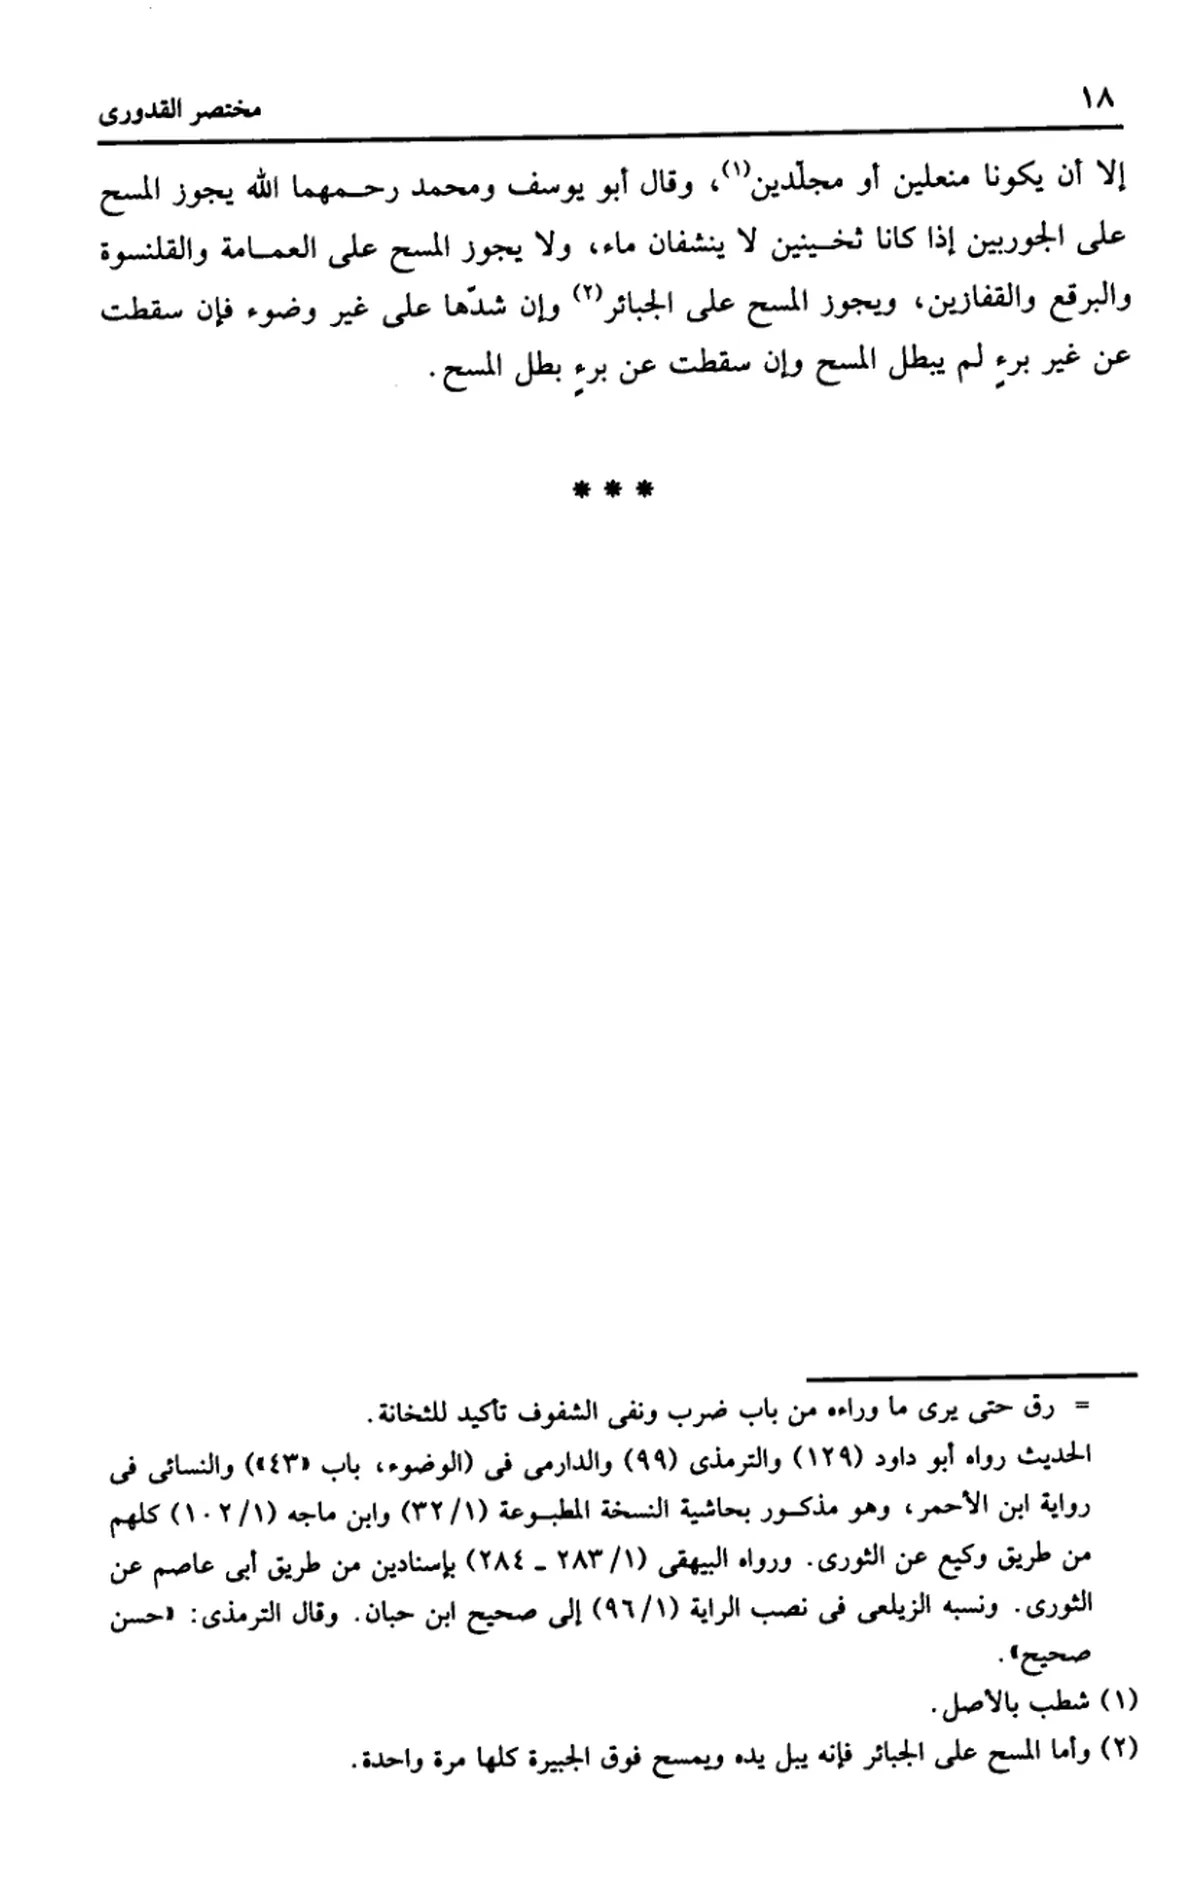 ١٨
مختصر القدورى
إلا أن يكونا منعلين أو مجلّدين(١)، وقال أبو يوسف ومحمد رحمهما الله يجوز المسح
على الجوربين إذا كانا ثخينين لا ينشفان ماء، ولا يجوز المسح على العمامة والقلنسوة
والبرقع والقفازين، ويجوز المسح على الجبائر(٢) وإن شدّها على غير وضوء فإن سقطت
عن غير برءٍ لم يبطل المسح وإن سقطت عن برءٍ بطل المسح.
* * *
= رق حتى يرى ما وراءه من باب ضرب ونفى الشفوف تأكيد للثخانة.
الحديث رواه أبو داود (١٢٩) والترمذى (٩٩) والدارمى فى (الوضوء، باب «٤٣») والنسائى فى
رواية ابن الأحمر، وهو مذكور بحاشية النسخة المطبوعة (٣٢/١) وابن ماجه (١٠٢/١) كلهم
من طريق وكيع عن الثورى. ورواه البيهقى (٢٨٣/١ ـ ٢٨٤) بإسنادين من طريق أبى عاصم عن
الثورى. ونسبه الزيلعى فى نصب الراية (٩٦/١) إلى صحيح ابن حبان. وقال الترمذى: «حسن
صحيح».
(١) شطب بالأصل.
(٢) وأما المسح على الجبائر فإنه يبل يده ويمسح فوق الجبيرة كلها مرة واحدة.